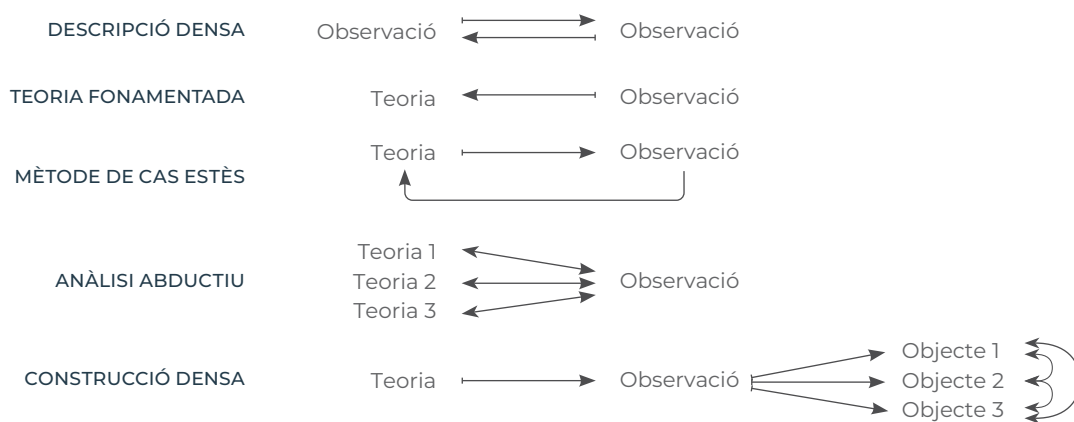 DESCRIPCIÓ DENSA Observació Observació
TEORIA FONAMENTADA Teoria Observació
MÈTODE DE CAS ESTÈS Teoria Observació
ANÀLISI ABDUCTIU Teoria 1 Teoria 2 Teoria 3 Observació
CONSTRUCCIÓ DENSA Teoria Observació Objecte 1 Objecte 2 Objecte 3